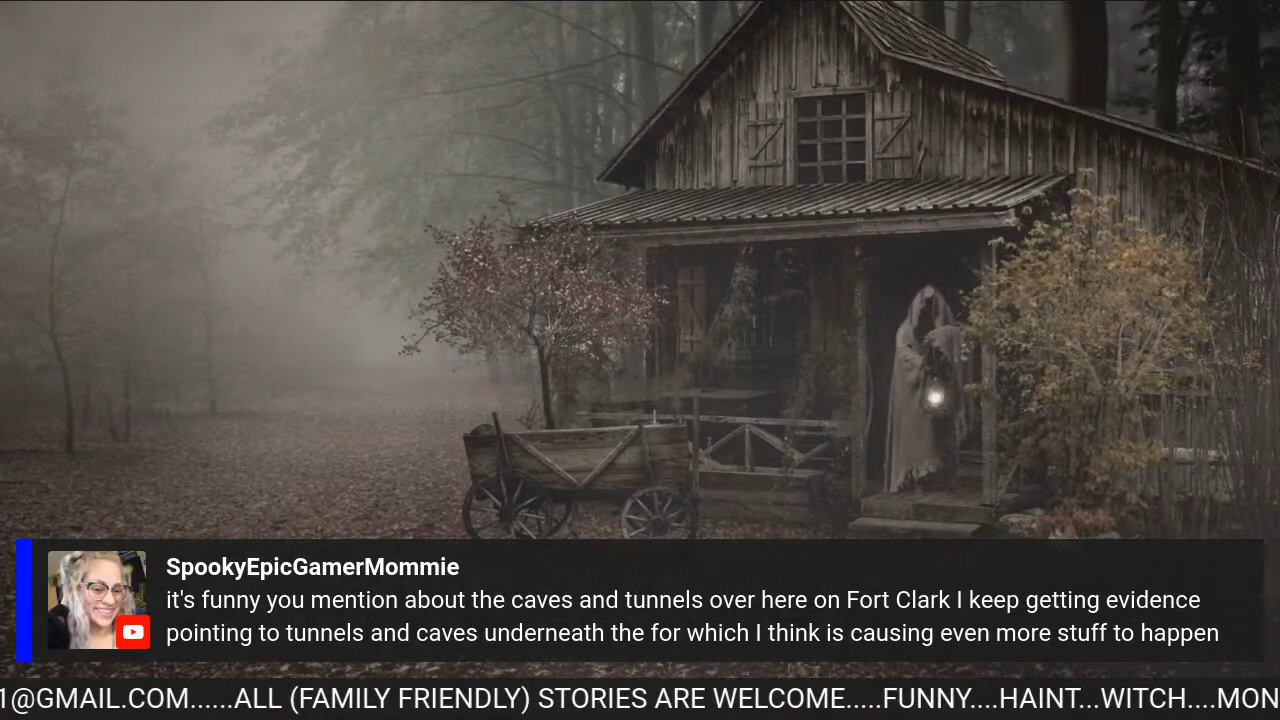 SpookyEpicGamerMommie
it's funny you mention about the caves and tunnels over here on Fort Clark I keep getting evidence
pointing to tunnels and caves underneath the for which I think is causing even more stuff to happen
1@GMAIL.COM......ALL (FAMILY FRIENDLY) STORIES ARE WELCOME.....FUNNY....HAINT...WITCH....MON